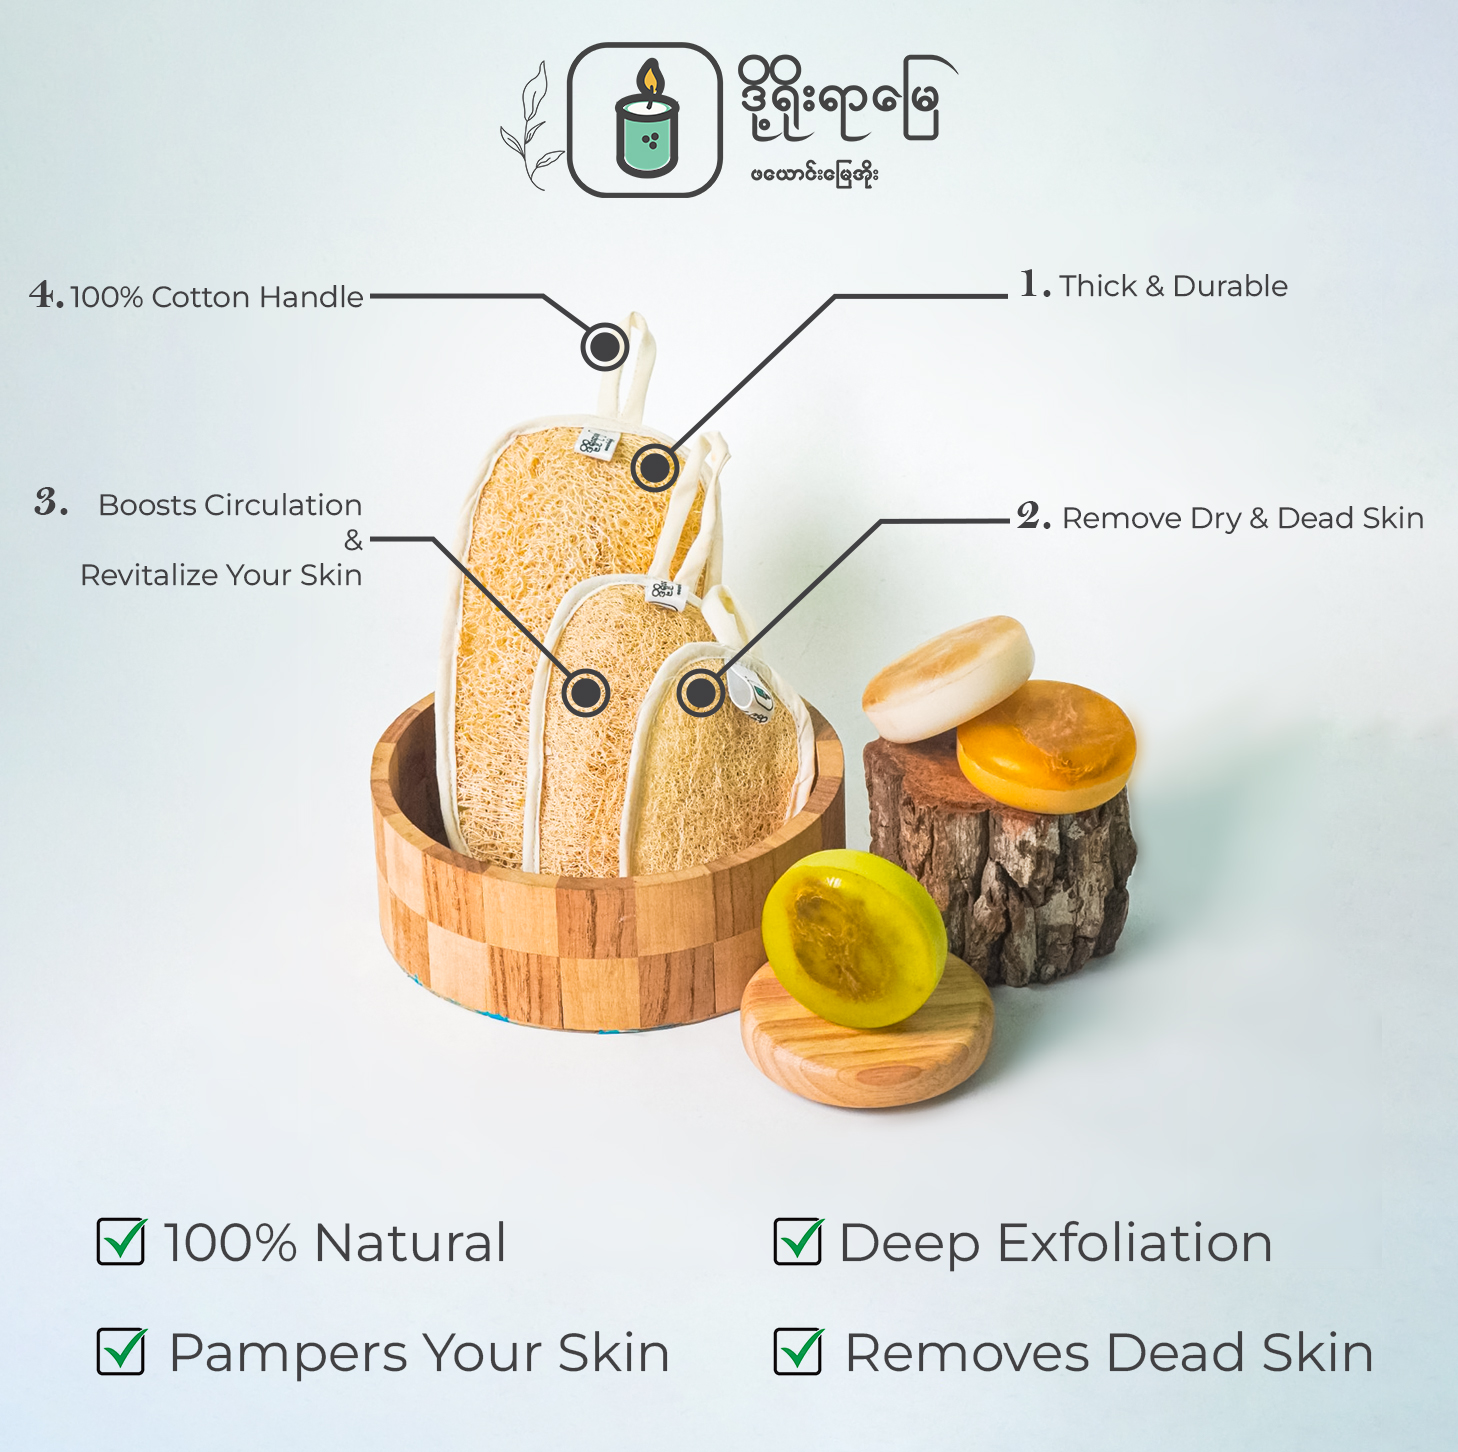 ဒို့ရိုးရာမြေ
ဖယောင်းမြေအိုး
4. 100% Cotton Handle
1. Thick & Durable
3. Boosts Circulation
&
Revitalize Your Skin
2. Remove Dry & Dead Skin
100% Natural
Deep Exfoliation
Pampers Your Skin
Removes Dead Skin